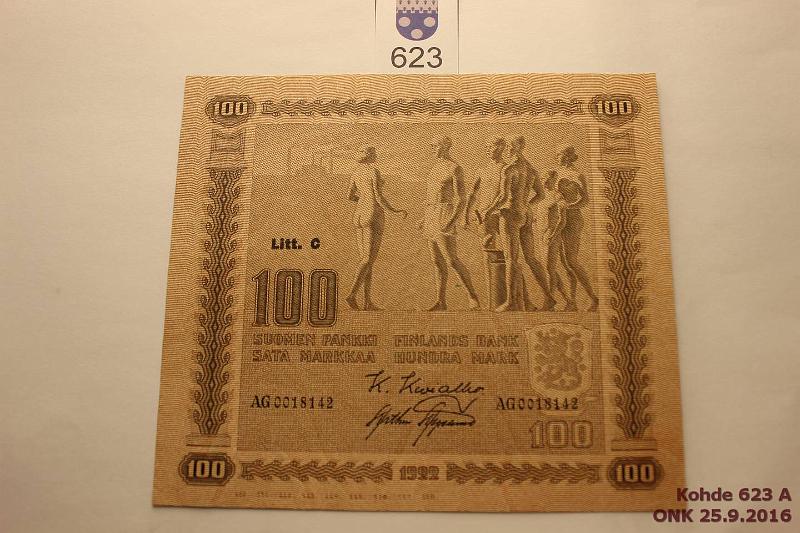 623
100 100
Litt. C
100
SUOMEN PANKKI FINLANDS BANK
SATA MARKKAA HUNDRA MARK
AG0018142 AG0018142
100
100 1922 100
Kohde 623 A
ONK 25.9.2016